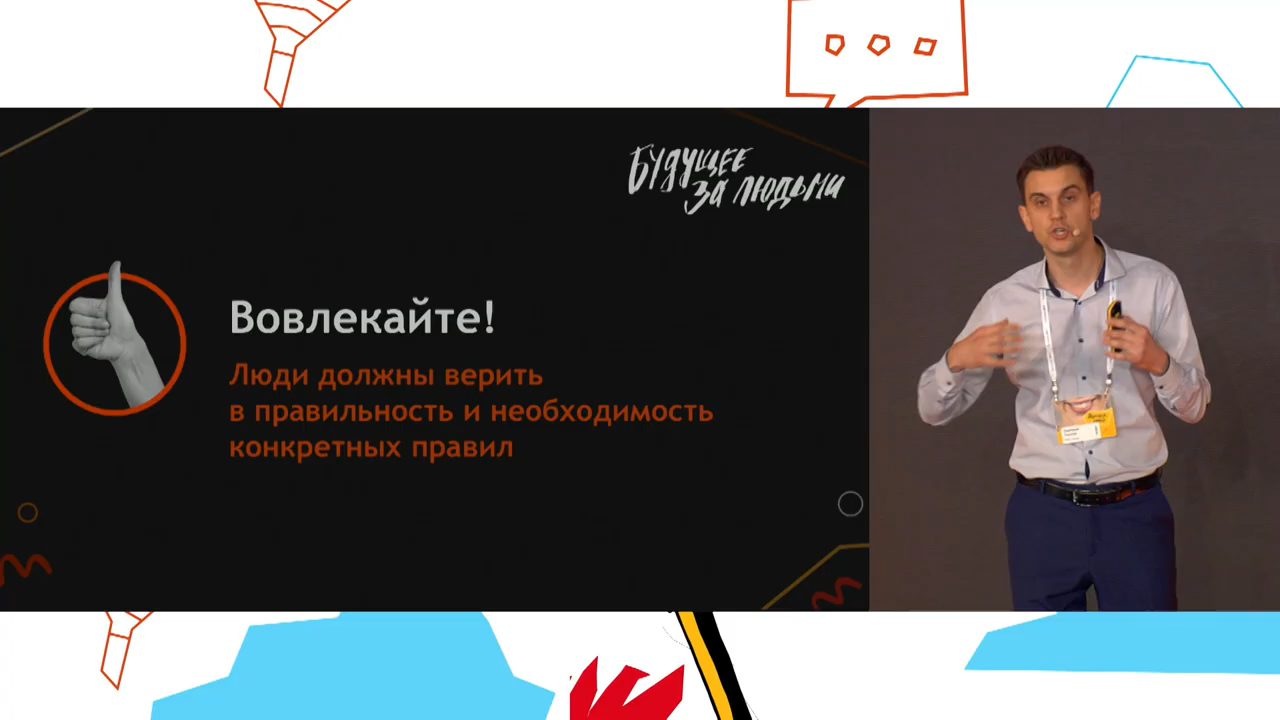 Будущее
за людьми
Вовлекайте!
Люди должны верить
в правильность и необходимость
конкретных правил